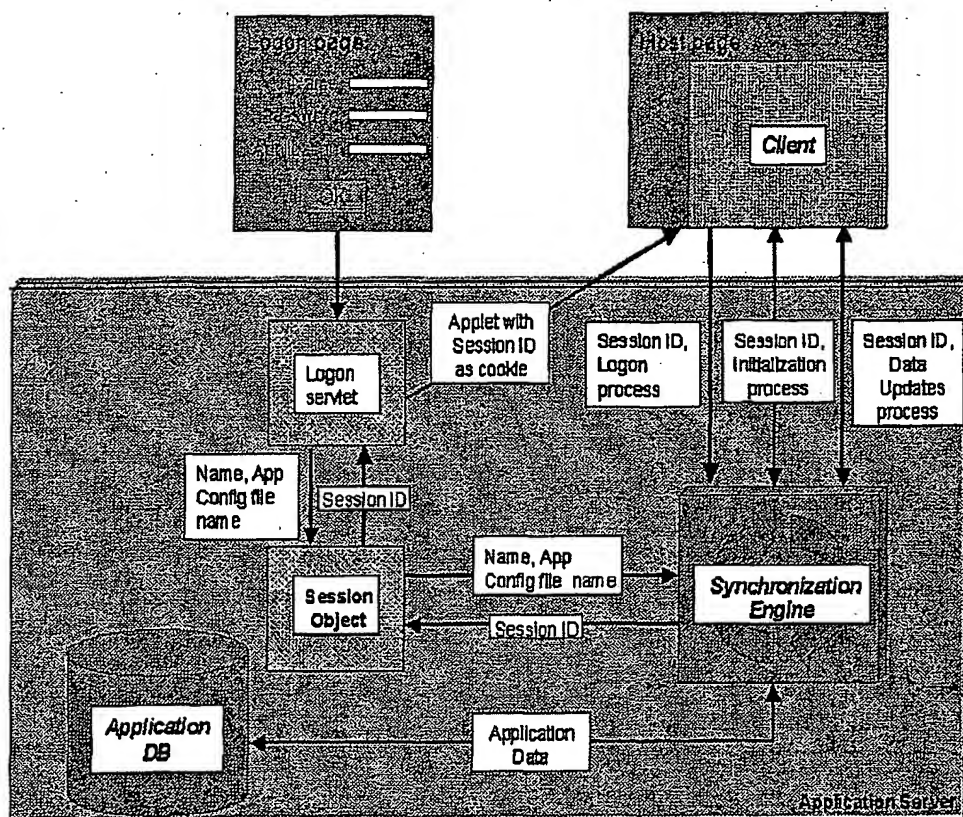 Logon page
Host page
Client
Applet with
Session ID
as cookie
Session ID,
Logon
process
Session ID,
Initialization
process
Session ID,
Data
Updates
process
Logon
servlet
Name, App
Config file
name
Session ID
Session
Object
Name, App
Config file name
Session ID
Synchronization
Engine
Application
DB
Application
Data
Application Server